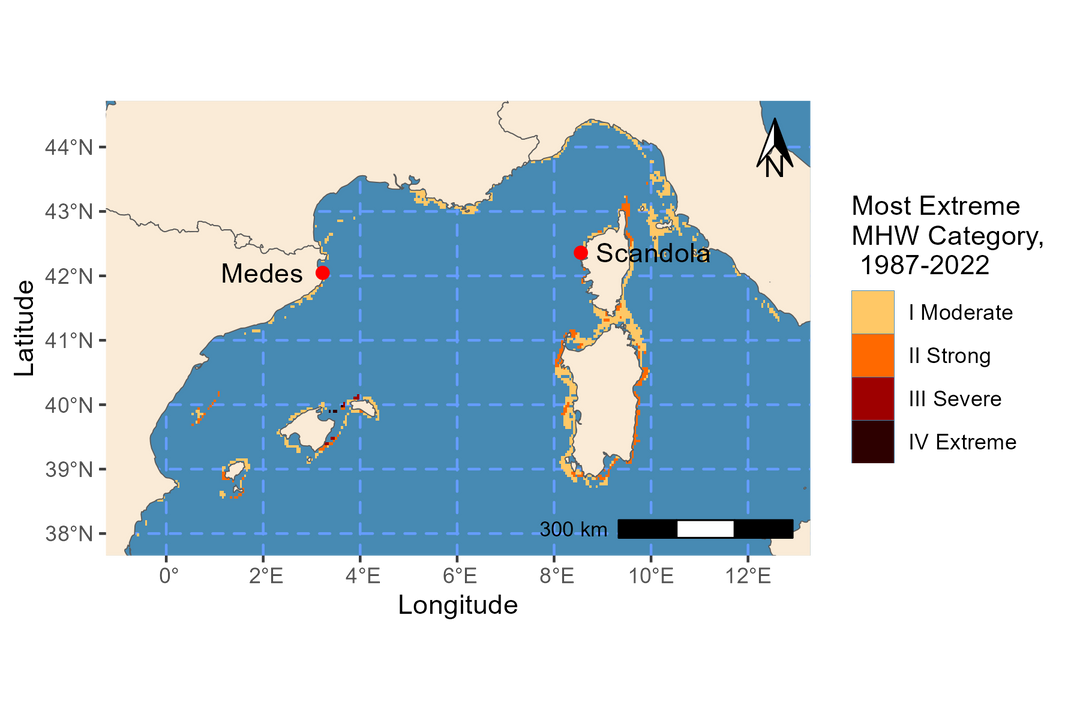 44°N
43°N
42°N
41°N
40°N
39°N
38°N
Latitude
N
Medes
Scandola
300 km
0°
2°E
4°E
6°E
8°E
10°E
12°E
Longitude
Most Extreme
MHW Category,
1987-2022
I Moderate
II Strong
III Severe
IV Extreme